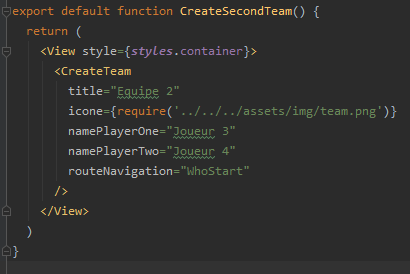 export default function CreateSecondTeam() {
return (
<View style={styles.container}>
<CreateTeam
title="Equipe 2"
icone={require('../../../assets/img/team.png')}
namePlayerOne="Joueur 3"
namePlayerTwo="Joueur 4"
routeNavigation="WhoStart"
/>
</View>
)
}